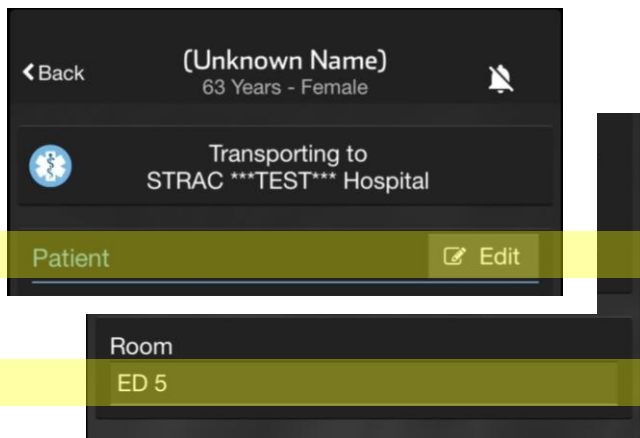 (Unknown Name)
Back
63 Years - Female
Transporting to
STRAC ***TEST*** Hospital
Patient
Edit
Room
ED 5